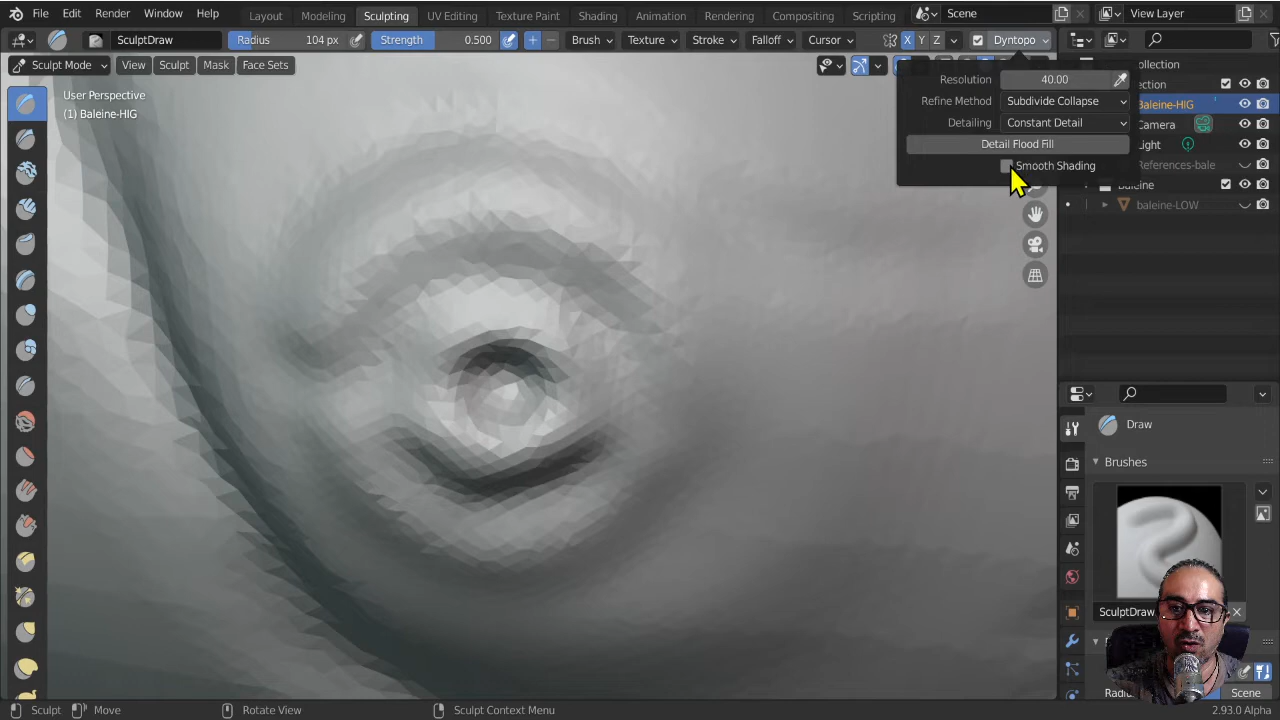 File Edit Render Window Help Layout Modeling Sculpting UV Editing Texture Paint Shading Animation Rendering Compositing Scripting Scene View Layer
SculptDraw Radius 104 px Strength 0.500 Brush Texture Stroke Falloff Cursor X Y Z Dyntopo
Sculpt Mode View Sculpt Mask Face Sets
User Perspective
(1) Baleine-HIG
Resolution 40.00
Refine Method Subdivide Collapse
Detailing Constant Detail
Detail Flood Fill
Smooth Shading
ollection
ection
Baleine-HIG
Camera
Light
References-bale
Baleine
baleine-LOW
Draw
Brushes
SculptDraw
Radiu
Scene
Sculpt Move Rotate View Sculpt Context Menu 2.93.0 Alpha